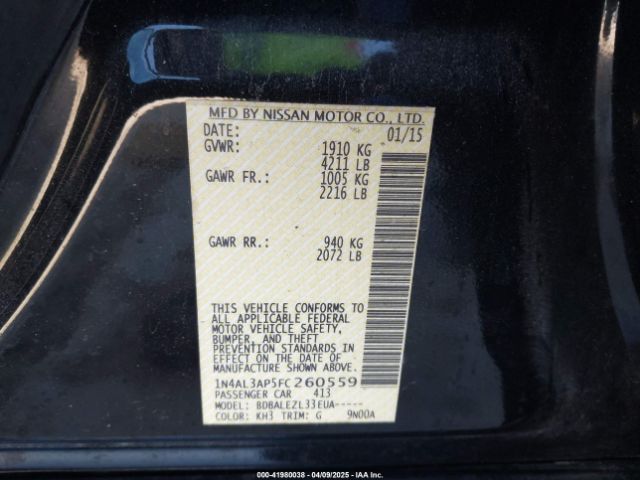 MFD BY NISSAN MOTOR CO., LTD.
DATE: 01/15
GVWR: 1910 KG
4211 LB
GAWR FR.: 1005 KG
2216 LB
GAWR RR.: 940 KG
2072 LB
THIS VEHICLE CONFORMS TO
ALL APPLICABLE FEDERAL
MOTOR VEHICLE SAFETY,
BUMPER, AND THEFT
PREVENTION STANDARDS IN
EFFECT ON THE DATE OF
MANUFACTURE SHOWN ABOVE.
1N4AL3AP5FC260559
PASSENGER CAR 413
MODEL: BDBALEZL33EUA-----
COLOR: KH3 TRIM: G 9N00A
000-41980038 - 04/09/2025 - IAA Inc.